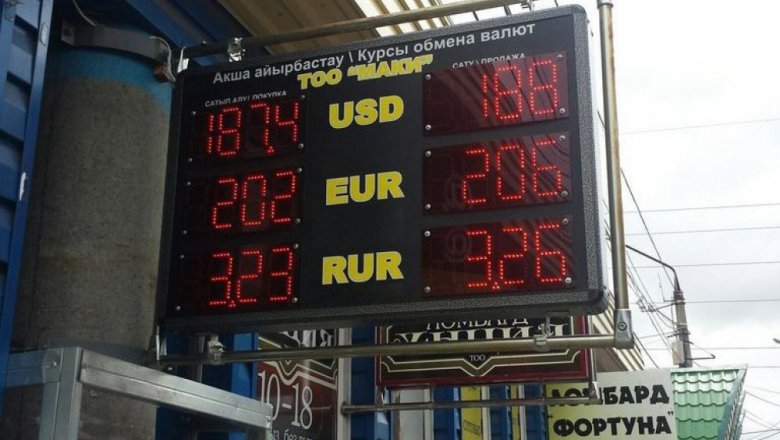 Акша айырбастау \ Курсы обмена валют
ТОО "МАКИ"
САТЫП АЛУ \ ПОКУПКА
САТУ \ ПРОДАЖА
187,4 USD 188
202 EUR 206
3,23 RUR 3,26
ЛОМБАРД
ТОО
10-18
ЛОМБАРД
"ФОРТУНА"